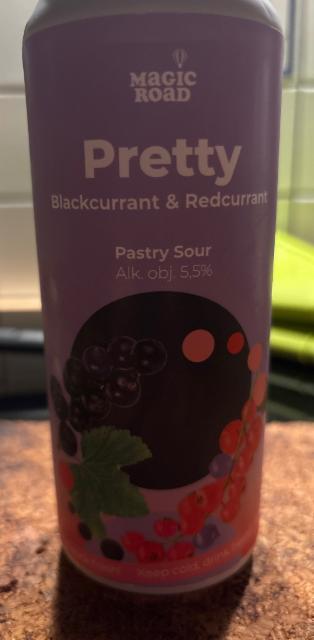 MAGIC
ROAD
Pretty
Blackcurrant & Redcurrant
Pastry Sour
Alk. obj. 5,5%
Keep cold, drink